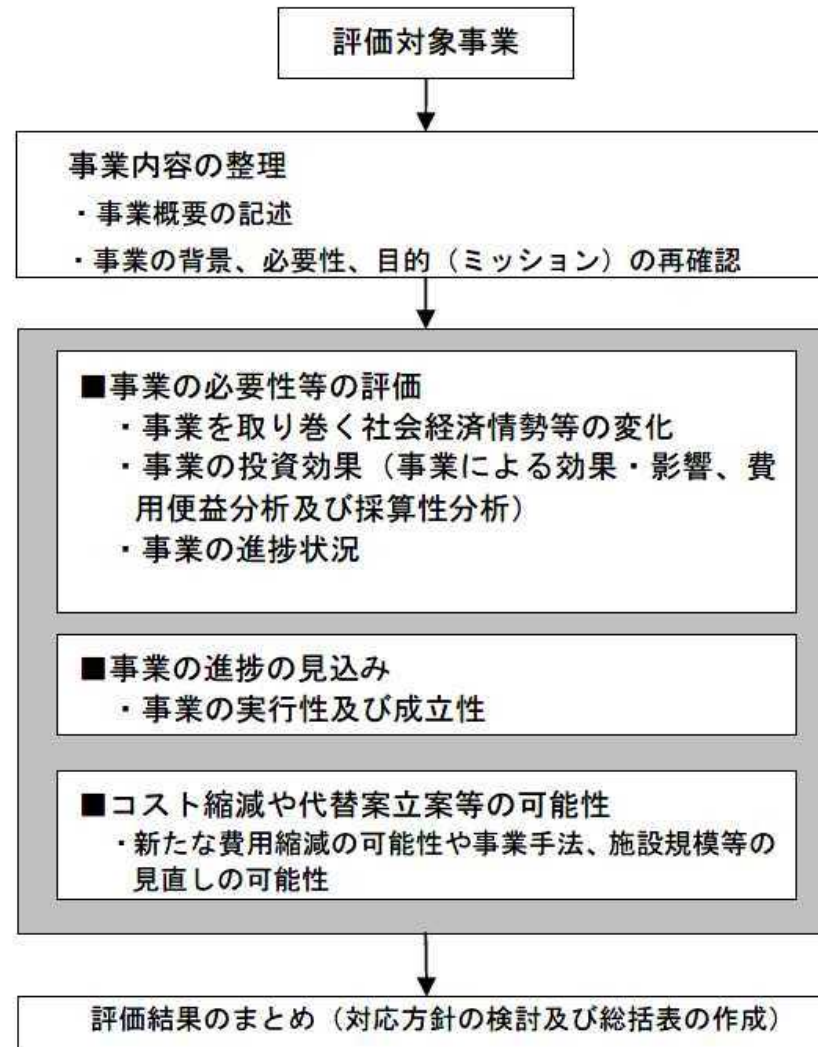 評価対象事業
事業内容の整理
・事業概要の記述
・事業の背景、必要性、目的（ミッション）の再確認
■事業の必要性等の評価
・事業を取り巻く社会経済情勢等の変化
・事業の投資効果（事業による効果・影響、費
用便益分析及び採算性分析）
・事業の進捗状況
■事業の進捗の見込み
・事業の実行性及び成立性
■コスト縮減や代替案立案等の可能性
・新たな費用縮減の可能性や事業手法、施設規模等の
見直しの可能性
評価結果のまとめ（対応方針の検討及び総括表の作成）